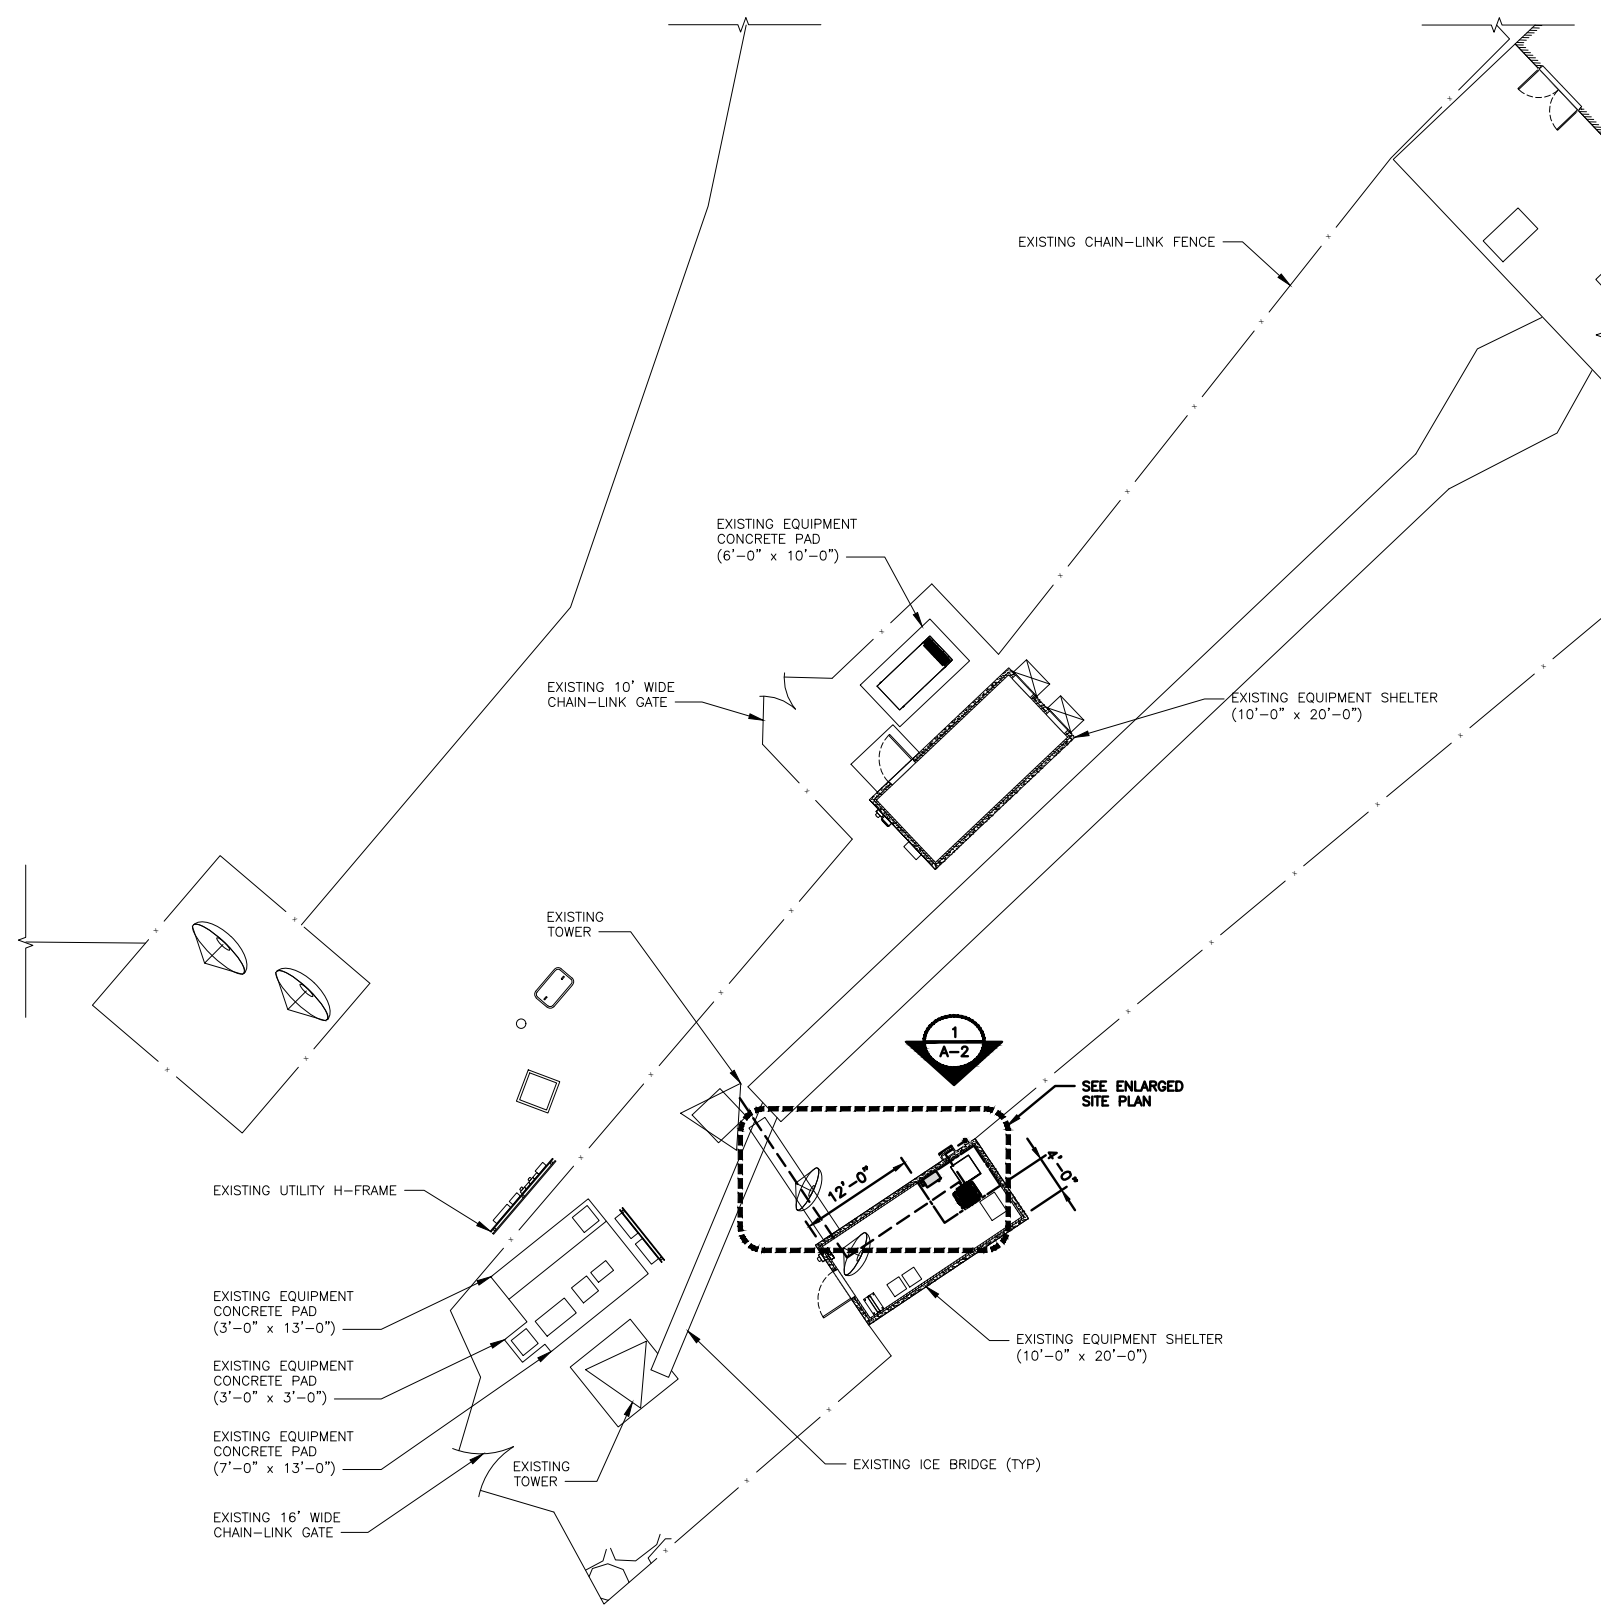 EXISTING CHAIN-LINK FENCE
EXISTING EQUIPMENT
CONCRETE PAD
(6'-0" x 10'-0")
EXISTING 10' WIDE
CHAIN-LINK GATE
EXISTING EQUIPMENT SHELTER
(10'-0" x 20'-0")
EXISTING
TOWER
1
A-2
SEE ENLARGED
SITE PLAN
12'-0"
4'-0"
EXISTING UTILITY H-FRAME
EXISTING EQUIPMENT
CONCRETE PAD
(3'-0" x 13'-0")
EXISTING EQUIPMENT SHELTER
(10'-0" x 20'-0")
EXISTING EQUIPMENT
CONCRETE PAD
(3'-0" x 3'-0")
EXISTING EQUIPMENT
CONCRETE PAD
(7'-0" x 13'-0")
EXISTING
TOWER
EXISTING ICE BRIDGE (TYP)
EXISTING 16' WIDE
CHAIN-LINK GATE